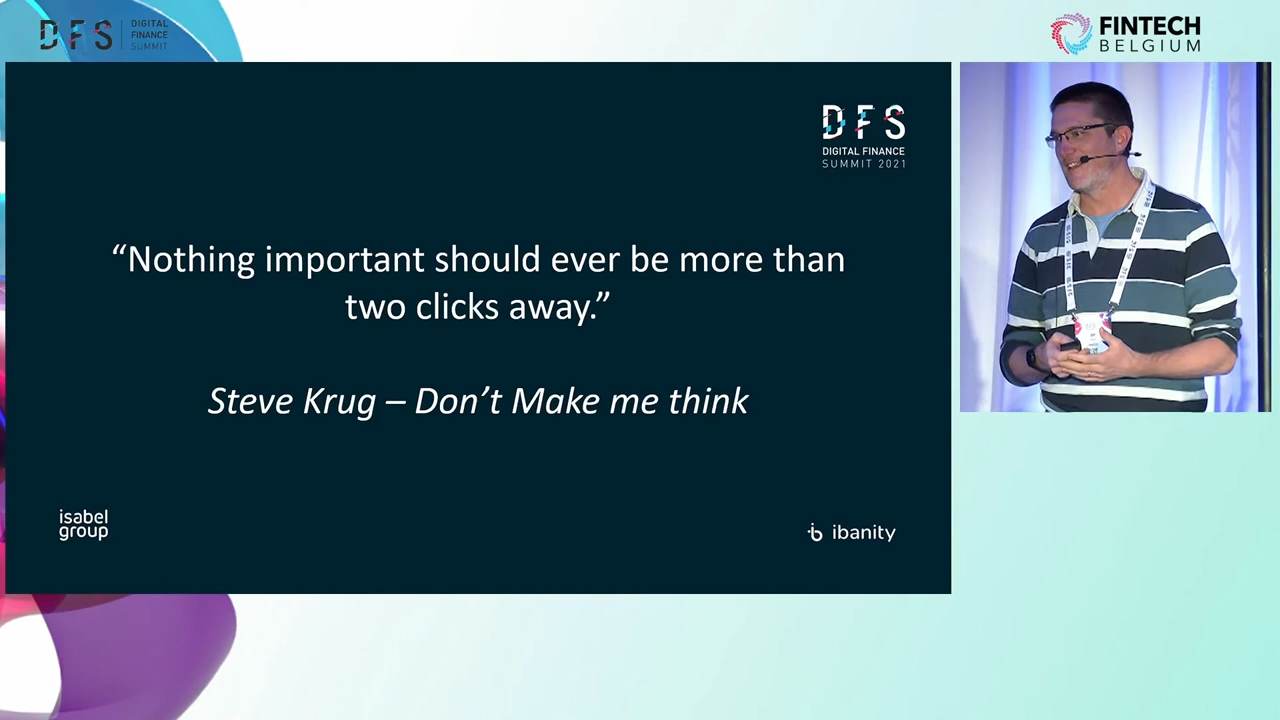 DFS
DIGITAL
FINANCE
SUMMIT
FINTECH
BELGIUM
DFS
DIGITAL FINANCE
SUMMIT 2021
“Nothing important should ever be more than
two clicks away.”
Steve Krug – Don’t Make me think
isabel
group
ibanity